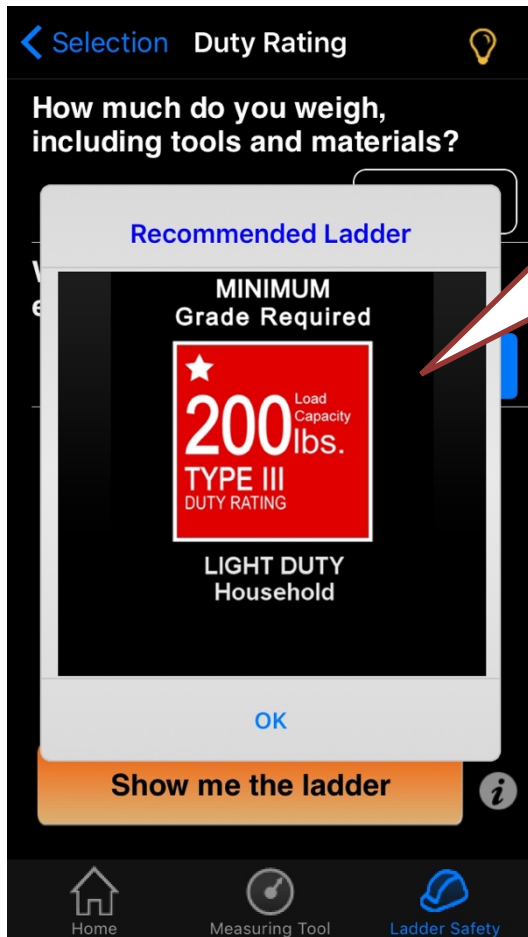 Selection Duty Rating
How much do you weigh,
including tools and materials?
Recommended Ladder
MINIMUM
Grade Required
200 lbs.
Load
Capacity
TYPE III
DUTY RATING
LIGHT DUTY
Household
OK
Show me the ladder
i
Home Measuring Tool Ladder Safety